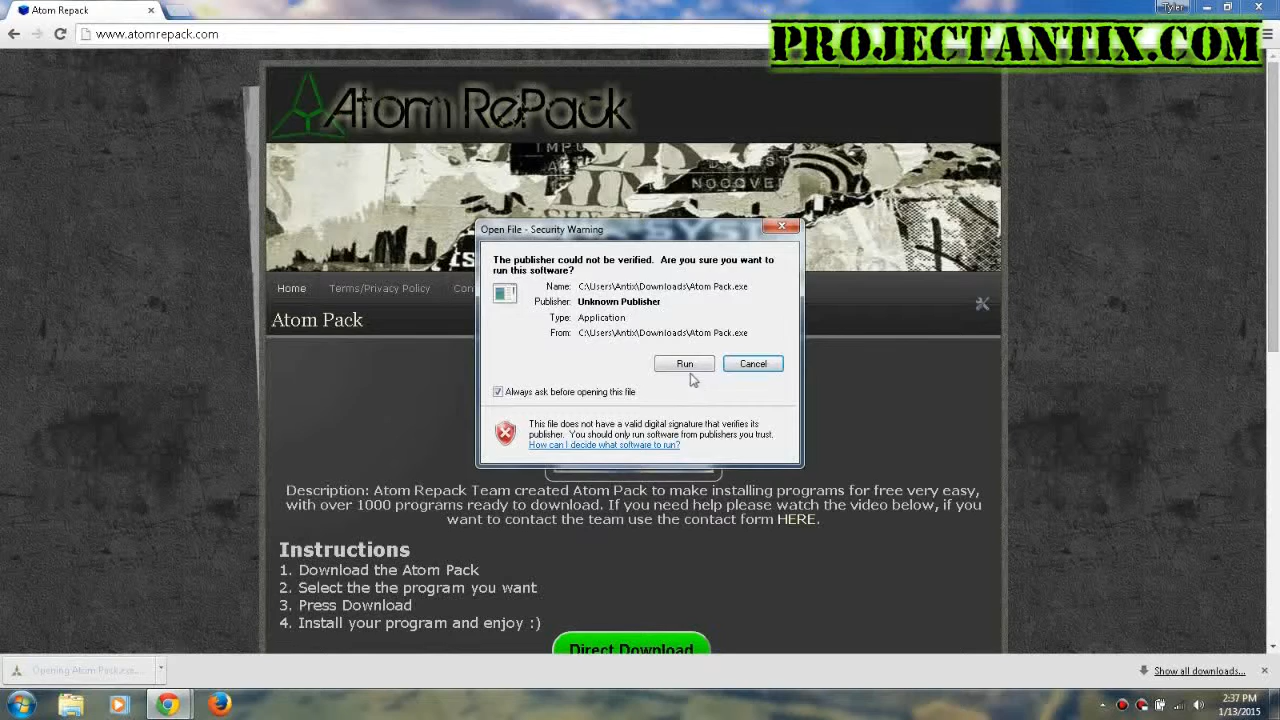 Atom Repack
Tyler
www.atomrepack.com
PROJECTANTIX.COM
Atom RePack
NOCOVE
Open File - Security Warning
The publisher could not be verified. Are you sure you want to
run this software?
Name: C:\Users\Antix\Downloads\Atom Pack.exe
Publisher: Unknown Publisher
Type: Application
From: C:\Users\Antix\Downloads\Atom Pack.exe
Run Cancel
Always ask before opening this file
This file does not have a valid digital signature that verifies its
publisher. You should only run software from publishers you trust.
How can I decide what software to run?
Home Terms/Privacy Policy Con
Atom Pack
Description: Atom Repack Team created Atom Pack to make installing programs for free very easy,
with over 1000 programs ready to download. If you need help please watch the video below, if you
want to contact the team use the contact form HERE.
Instructions
1. Download the Atom Pack
2. Select the the program you want
3. Press Download
4. Install your program and enjoy :)
Direct Download
Opening Atom Pack.exe...
Show all downloads...
2:37 PM
1/13/2015